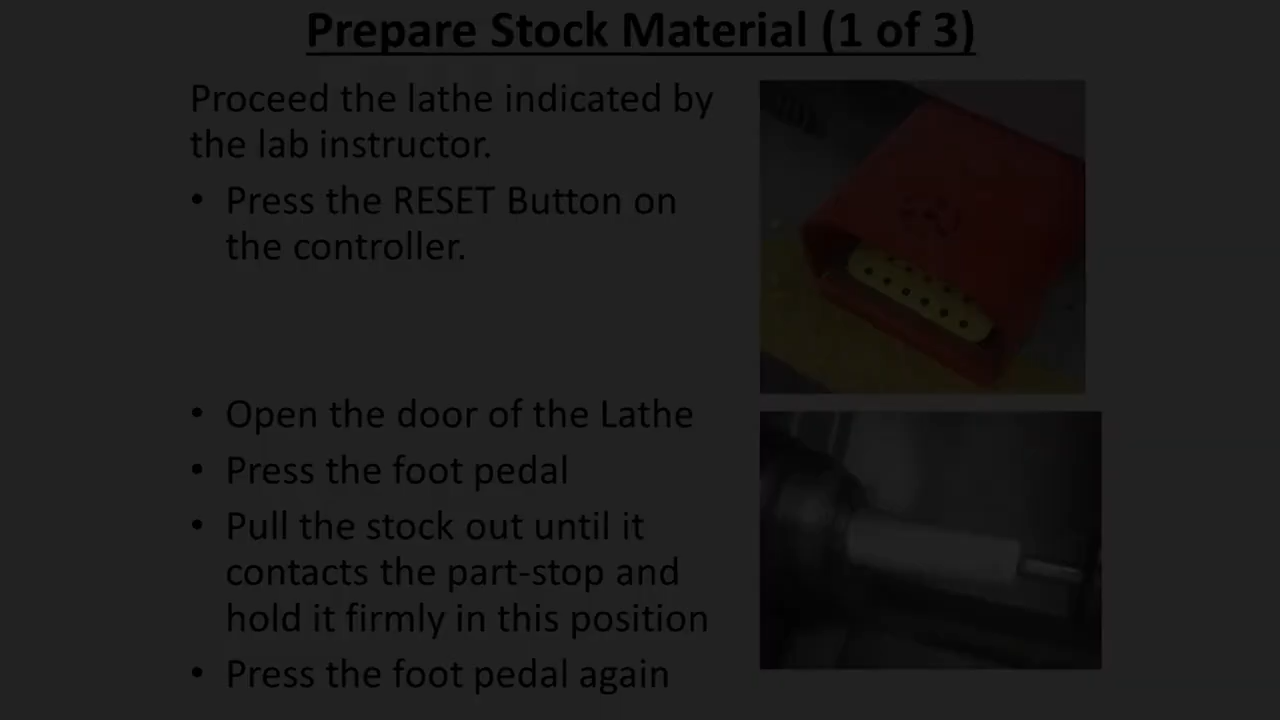 Prepare Stock Material (1 of 3)
Proceed the lathe indicated by
the lab instructor.
• Press the RESET Button on
the controller.
• Open the door of the Lathe
• Press the foot pedal
• Pull the stock out until it
contacts the part-stop and
hold it firmly in this position
• Press the foot pedal again